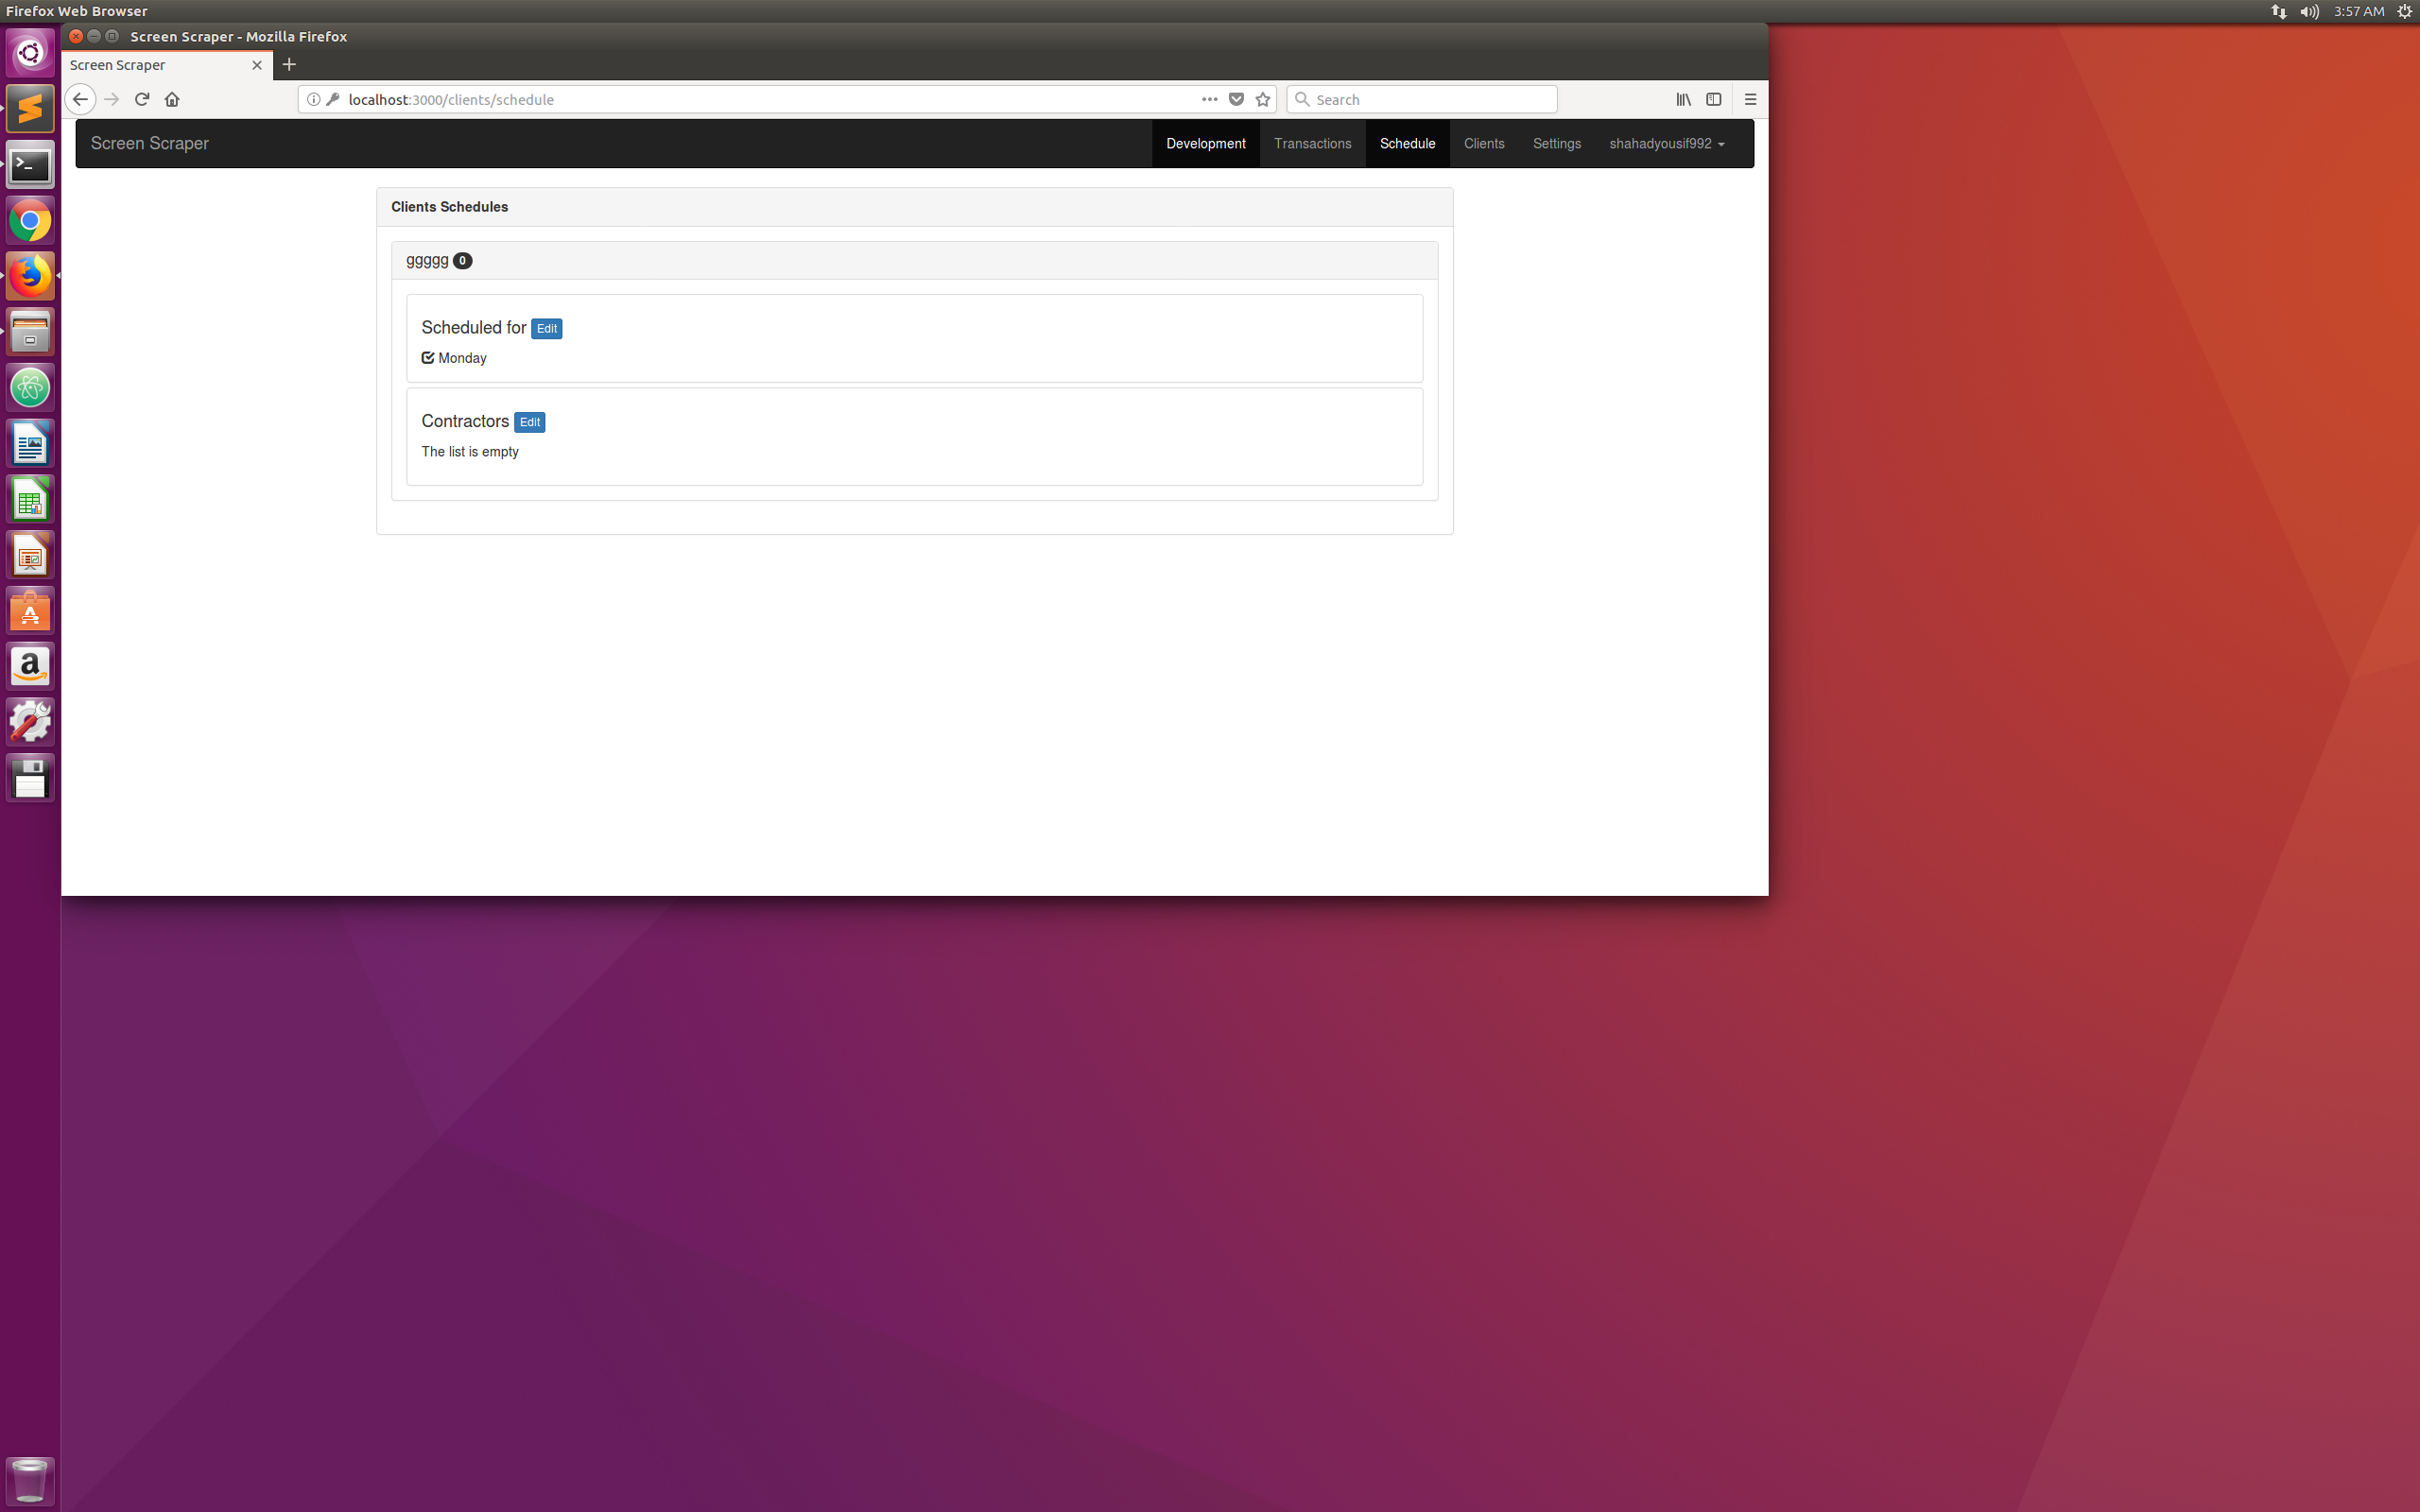 Firefox Web Browser
3:57 AM
Screen Scraper - Mozilla Firefox
Screen Scraper
localhost:3000/clients/schedule
Search
Screen Scraper
Development Transactions Schedule Clients Settings shahadyousif992
Clients Schedules
ggggg 0
Scheduled for Edit
Monday
Contractors Edit
The list is empty